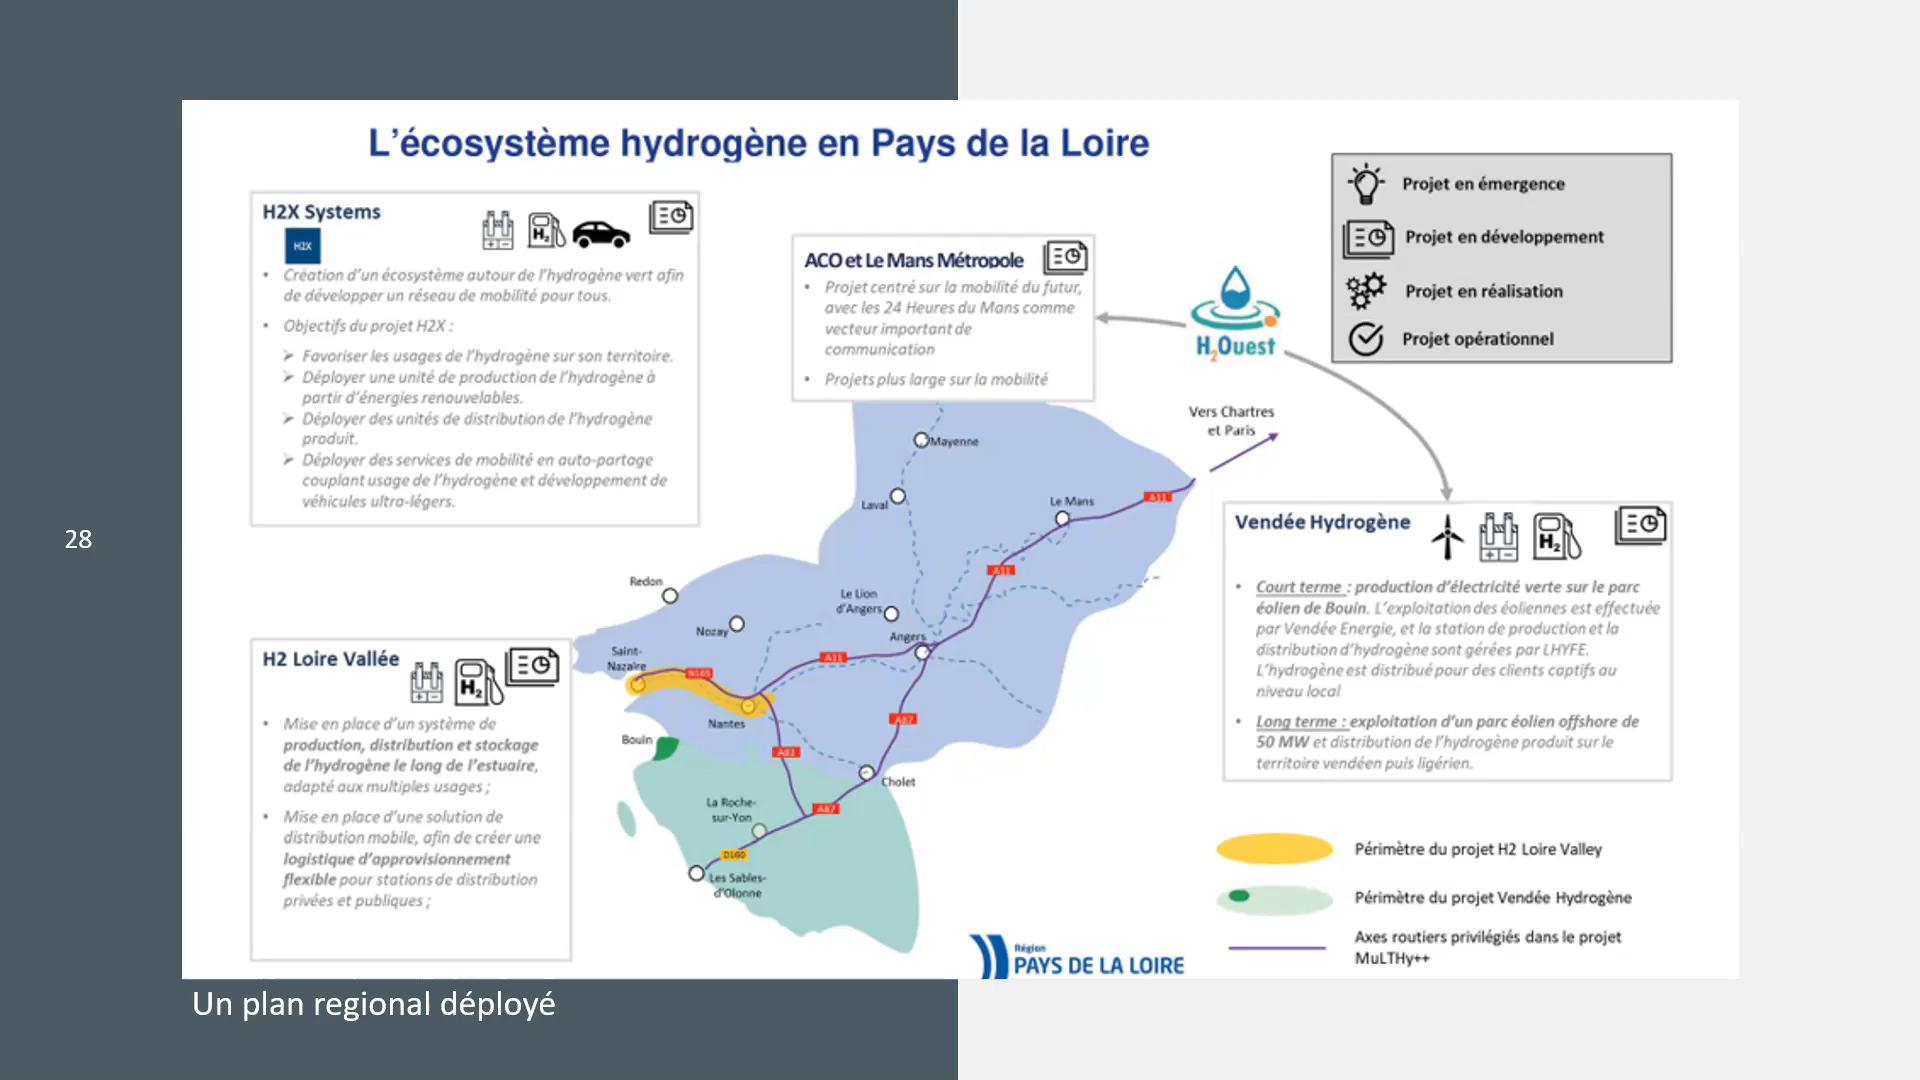 L'écosystème hydrogène en Pays de la Loire
H2X Systems
H2X
H2
• Création d'un écosystème autour de l'hydrogène vert afin
de développer un réseau de mobilité pour tous.
• Objectifs du projet H2X :
➢ Favoriser les usages de l'hydrogène sur son territoire.
➢ Déployer une unité de production de l'hydrogène à
partir d'énergies renouvelables.
➢ Déployer des unités de distribution de l'hydrogène
produit.
➢ Déployer des services de mobilité en auto-partage
couplant usage de l'hydrogène et développement de
véhicules ultra-légers.
ACO et Le Mans Métropole
• Projet centré sur la mobilité du futur,
avec les 24 Heures du Mans comme
vecteur important de
communication
• Projets plus large sur la mobilité
H2Ouest
Projet en émergence
Projet en développement
Projet en réalisation
Projet opérationnel
Vers Chartres
et Paris
Mayenne
Laval
Le Mans
A11
A11
Redon
Nozay
Le Lion
d'Angers
Angers
Saint-
Nazaire
N165
A11
Nantes
A87
Bouin
A83
Cholet
La Roche-
sur-Yon
A87
D160
Les Sables-
d'Olonne
28
H2 Loire Vallée
H2
• Mise en place d'un système de
production, distribution et stockage
de l'hydrogène le long de l'estuaire,
adapté aux multiples usages ;
• Mise en place d'une solution de
distribution mobile, afin de créer une
logistique d'approvisionnement
flexible pour stations de distribution
privées et publiques ;
Vendée Hydrogène
H2
• Court terme : production d'électricité verte sur le parc
éolien de Bouin. L'exploitation des éoliennes est effectuée
par Vendée Energie, et la station de production et la
distribution d'hydrogène sont gérées par LHYFE.
L'hydrogène est distribué pour des clients captifs au
niveau local
• Long terme : exploitation d'un parc éolien offshore de
50 MW et distribution de l'hydrogène produit sur le
territoire vendéen puis ligérien.
Périmètre du projet H2 Loire Valley
Périmètre du projet Vendée Hydrogène
Axes routiers privilégiés dans le projet
MuLTHy++
Région
PAYS DE LA LOIRE
Un plan regional déployé